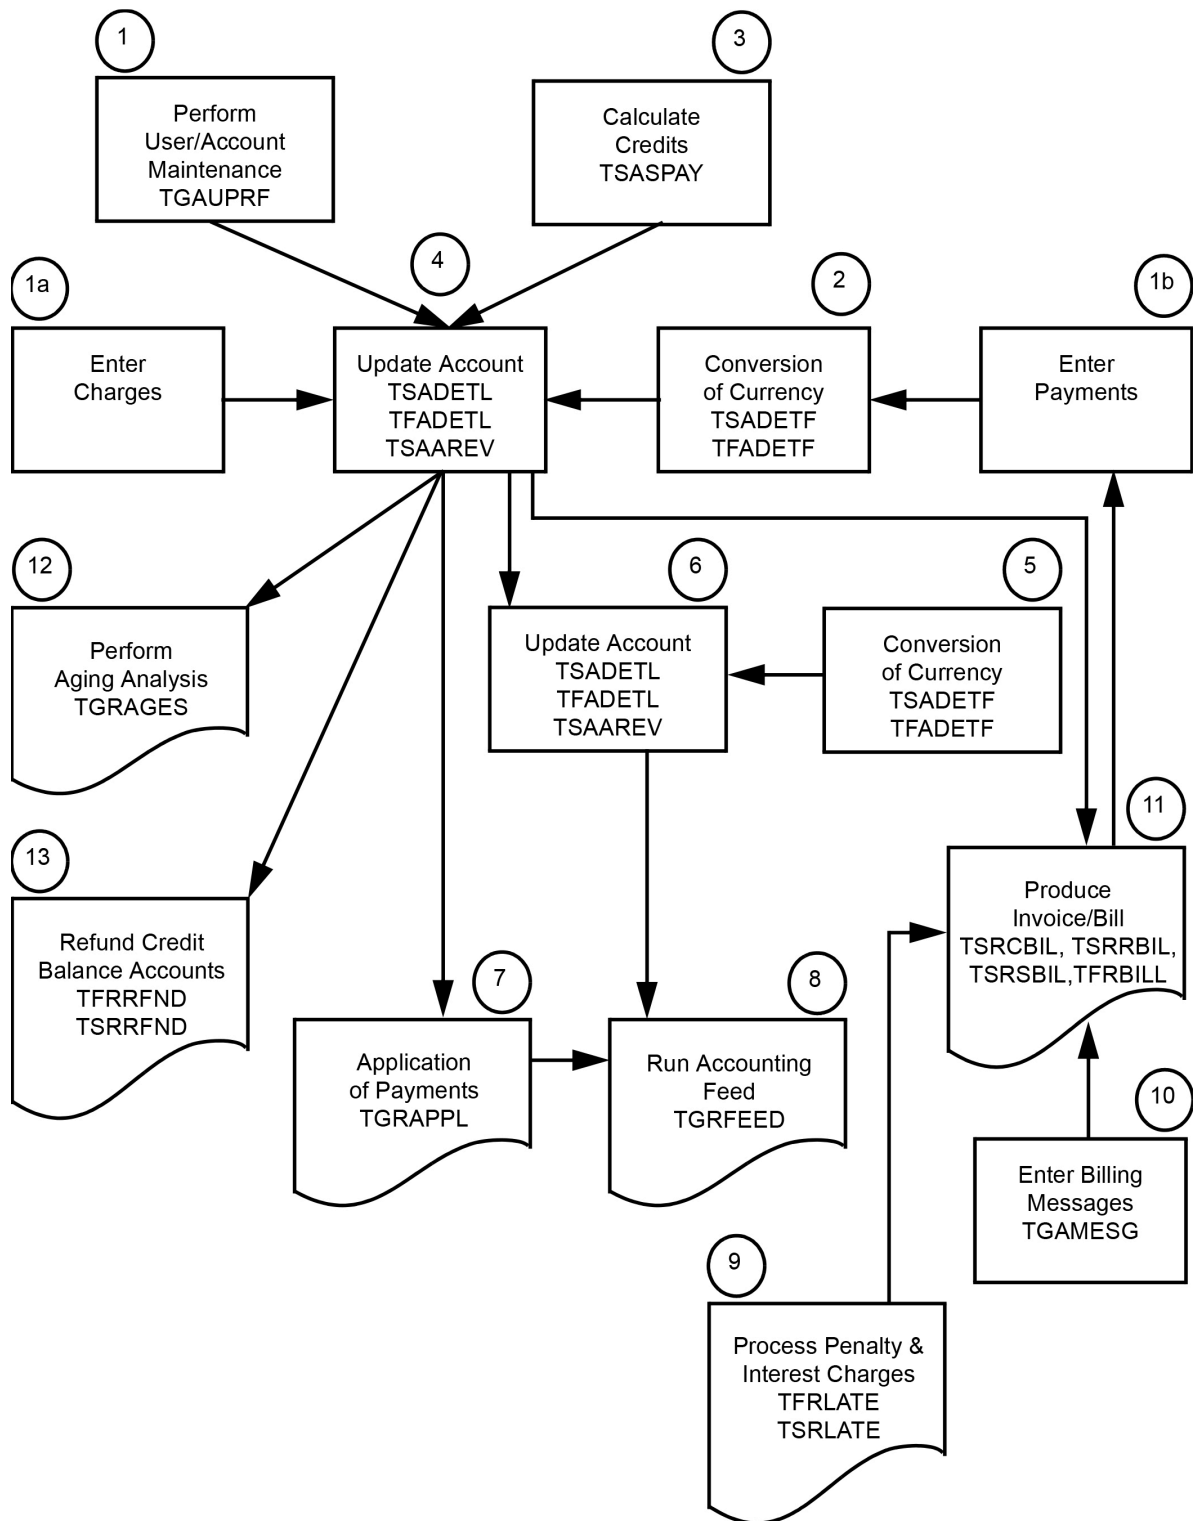 1
Perform
User/Account
Maintenance
TGAUPRF
3
Calculate
Credits
TSASPAY
1a
Enter
Charges
4
Update Account
TSADETL
TFADETL
TSAAREV
2
Conversion
of Currency
TSADETF
TFADETF
1b
Enter
Payments
12
Perform
Aging Analysis
TGRAGES
6
Update Account
TSADETL
TFADETL
TSAAREV
5
Conversion
of Currency
TSADETF
TFADETF
13
Refund Credit
Balance Accounts
TFRRFND
TSRRFND
7
Application
of Payments
TGRAPPL
8
Run Accounting
Feed
TGRFEED
11
Produce
Invoice/Bill
TSRCBIL, TSRRBIL,
TSRSBIL,TFRBILL
10
Enter Billing
Messages
TGAMESG
9
Process Penalty &
Interest Charges
TFRLATE
TSRLATE